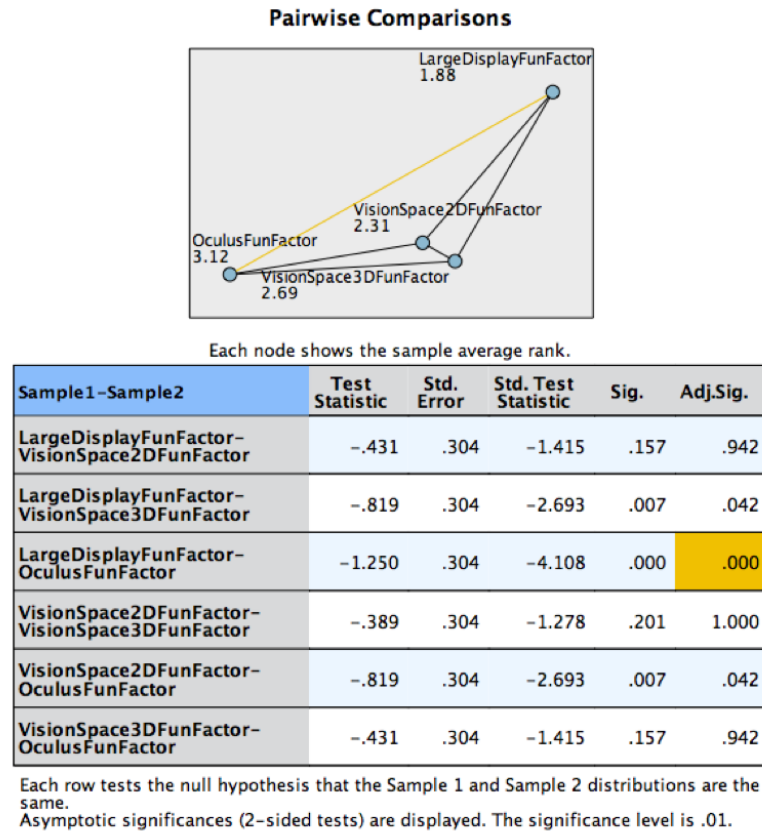 Pairwise Comparisons
LargeDisplayFunFactor
1.88
VisionSpace2DFunFactor
2.31
OculusFunFactor
3.12
VisionSpace3DFunFactor
2.69
Each node shows the sample average rank.
Sample1-Sample2 Test Statistic Std. Error Std. Test Statistic Sig. Adj.Sig.
LargeDisplayFunFactor-
VisionSpace2DFunFactor -.431 .304 -1.415 .157 .942
LargeDisplayFunFactor-
VisionSpace3DFunFactor -.819 .304 -2.693 .007 .042
LargeDisplayFunFactor-
OculusFunFactor -1.250 .304 -4.108 .000 .000
VisionSpace2DFunFactor-
VisionSpace3DFunFactor -.389 .304 -1.278 .201 1.000
VisionSpace2DFunFactor-
OculusFunFactor -.819 .304 -2.693 .007 .042
VisionSpace3DFunFactor-
OculusFunFactor -.431 .304 -1.415 .157 .942
Each row tests the null hypothesis that the Sample 1 and Sample 2 distributions are the
same.
Asymptotic significances (2-sided tests) are displayed. The significance level is .01.